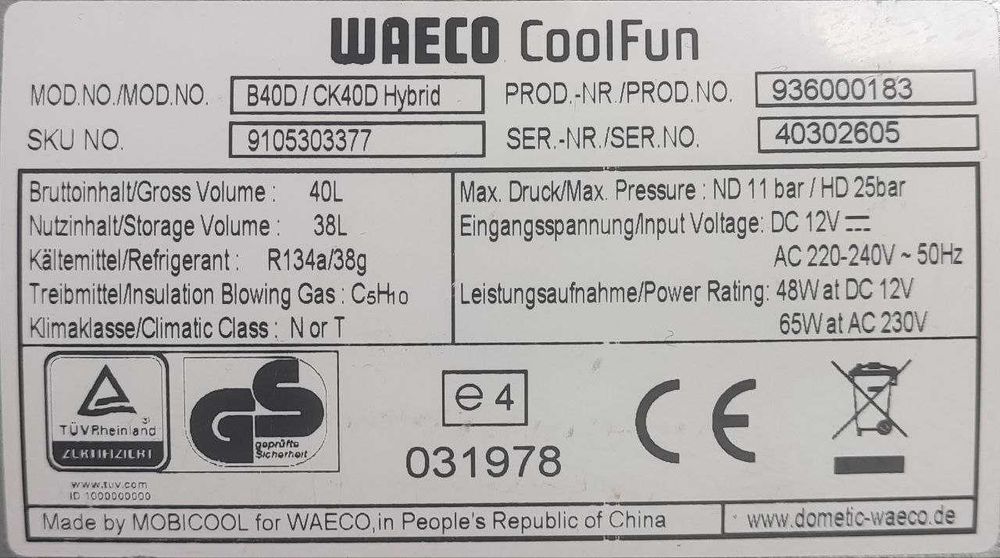 WAECO CoolFun
MOD.NO./MOD.NO. B40D / CK40D Hybrid PROD.-NR./PROD.NO. 936000183
SKU NO. 9105303377 SER.-NR./SER.NO. 40302605
Bruttoinhalt/Gross Volume : 40L
Nutzinhalt/Storage Volume : 38L
Kältemittel/Refrigerant : R134a/38g
Treibmittel/Insulation Blowing Gas : C5H10
Klimaklasse/Climatic Class : N or T
Max. Druck/Max. Pressure : ND 11 bar / HD 25bar
Eingangsspannung/Input Voltage: DC 12V
AC 220-240V ~ 50Hz
Leistungsaufnahme/Power Rating: 48W at DC 12V
65W at AC 230V
TÜVRheinland
ZERTIFIZIERT
www.tuv.com
ID 1000000000
GS
geprüfte
Sicherheit
e4
031978
CE
Made by MOBICOOL for WAECO, in People's Republic of China
www.dometic-waeco.de